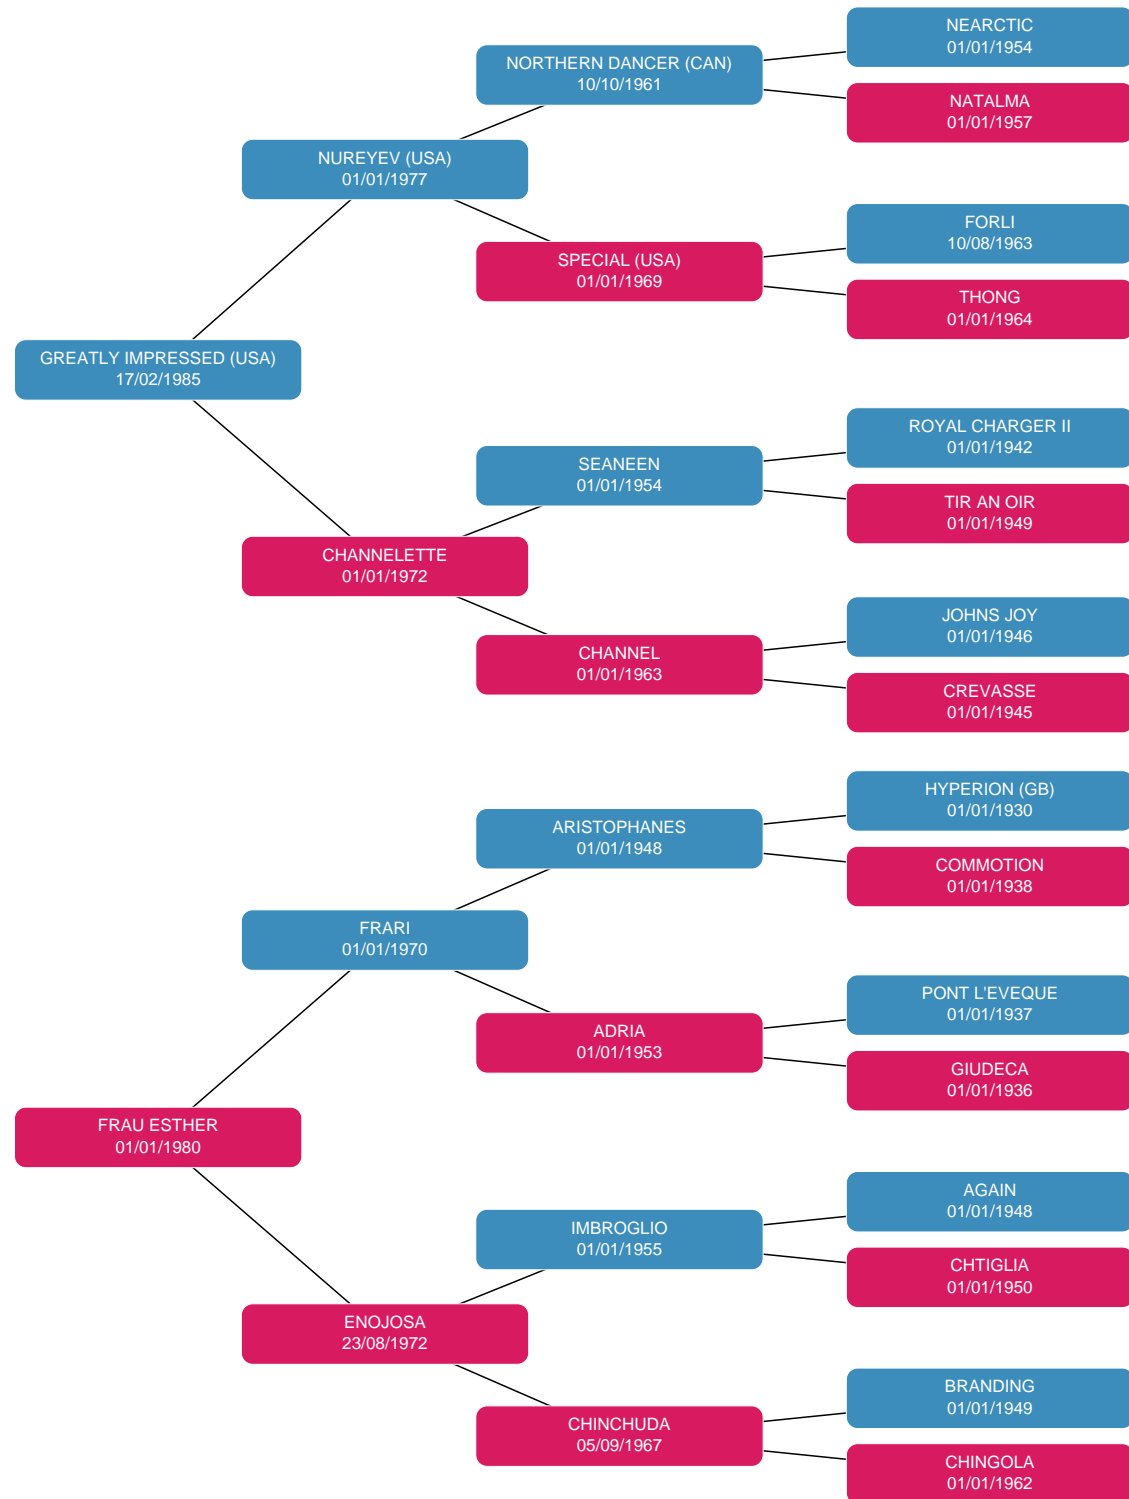 NEARCTIC
01/01/1954
NORTHERN DANCER (CAN)
10/10/1961
NATALMA
01/01/1957
NUREYEV (USA)
01/01/1977
FORLI
10/08/1963
SPECIAL (USA)
01/01/1969
THONG
01/01/1964
GREATLY IMPRESSED (USA)
17/02/1985
ROYAL CHARGER II
01/01/1942
SEANEEN
01/01/1954
TIR AN OIR
01/01/1949
CHANNELETTE
01/01/1972
JOHNS JOY
01/01/1946
CHANNEL
01/01/1963
CREVASSE
01/01/1945
HYPERION (GB)
01/01/1930
ARISTOPHANES
01/01/1948
COMMOTION
01/01/1938
FRARI
01/01/1970
PONT L'EVEQUE
01/01/1937
ADRIA
01/01/1953
GIUDECA
01/01/1936
FRAU ESTHER
01/01/1980
AGAIN
01/01/1948
IMBROGLIO
01/01/1955
CHTIGLIA
01/01/1950
ENOJOSA
23/08/1972
BRANDING
01/01/1949
CHINCHUDA
05/09/1967
CHINGOLA
01/01/1962